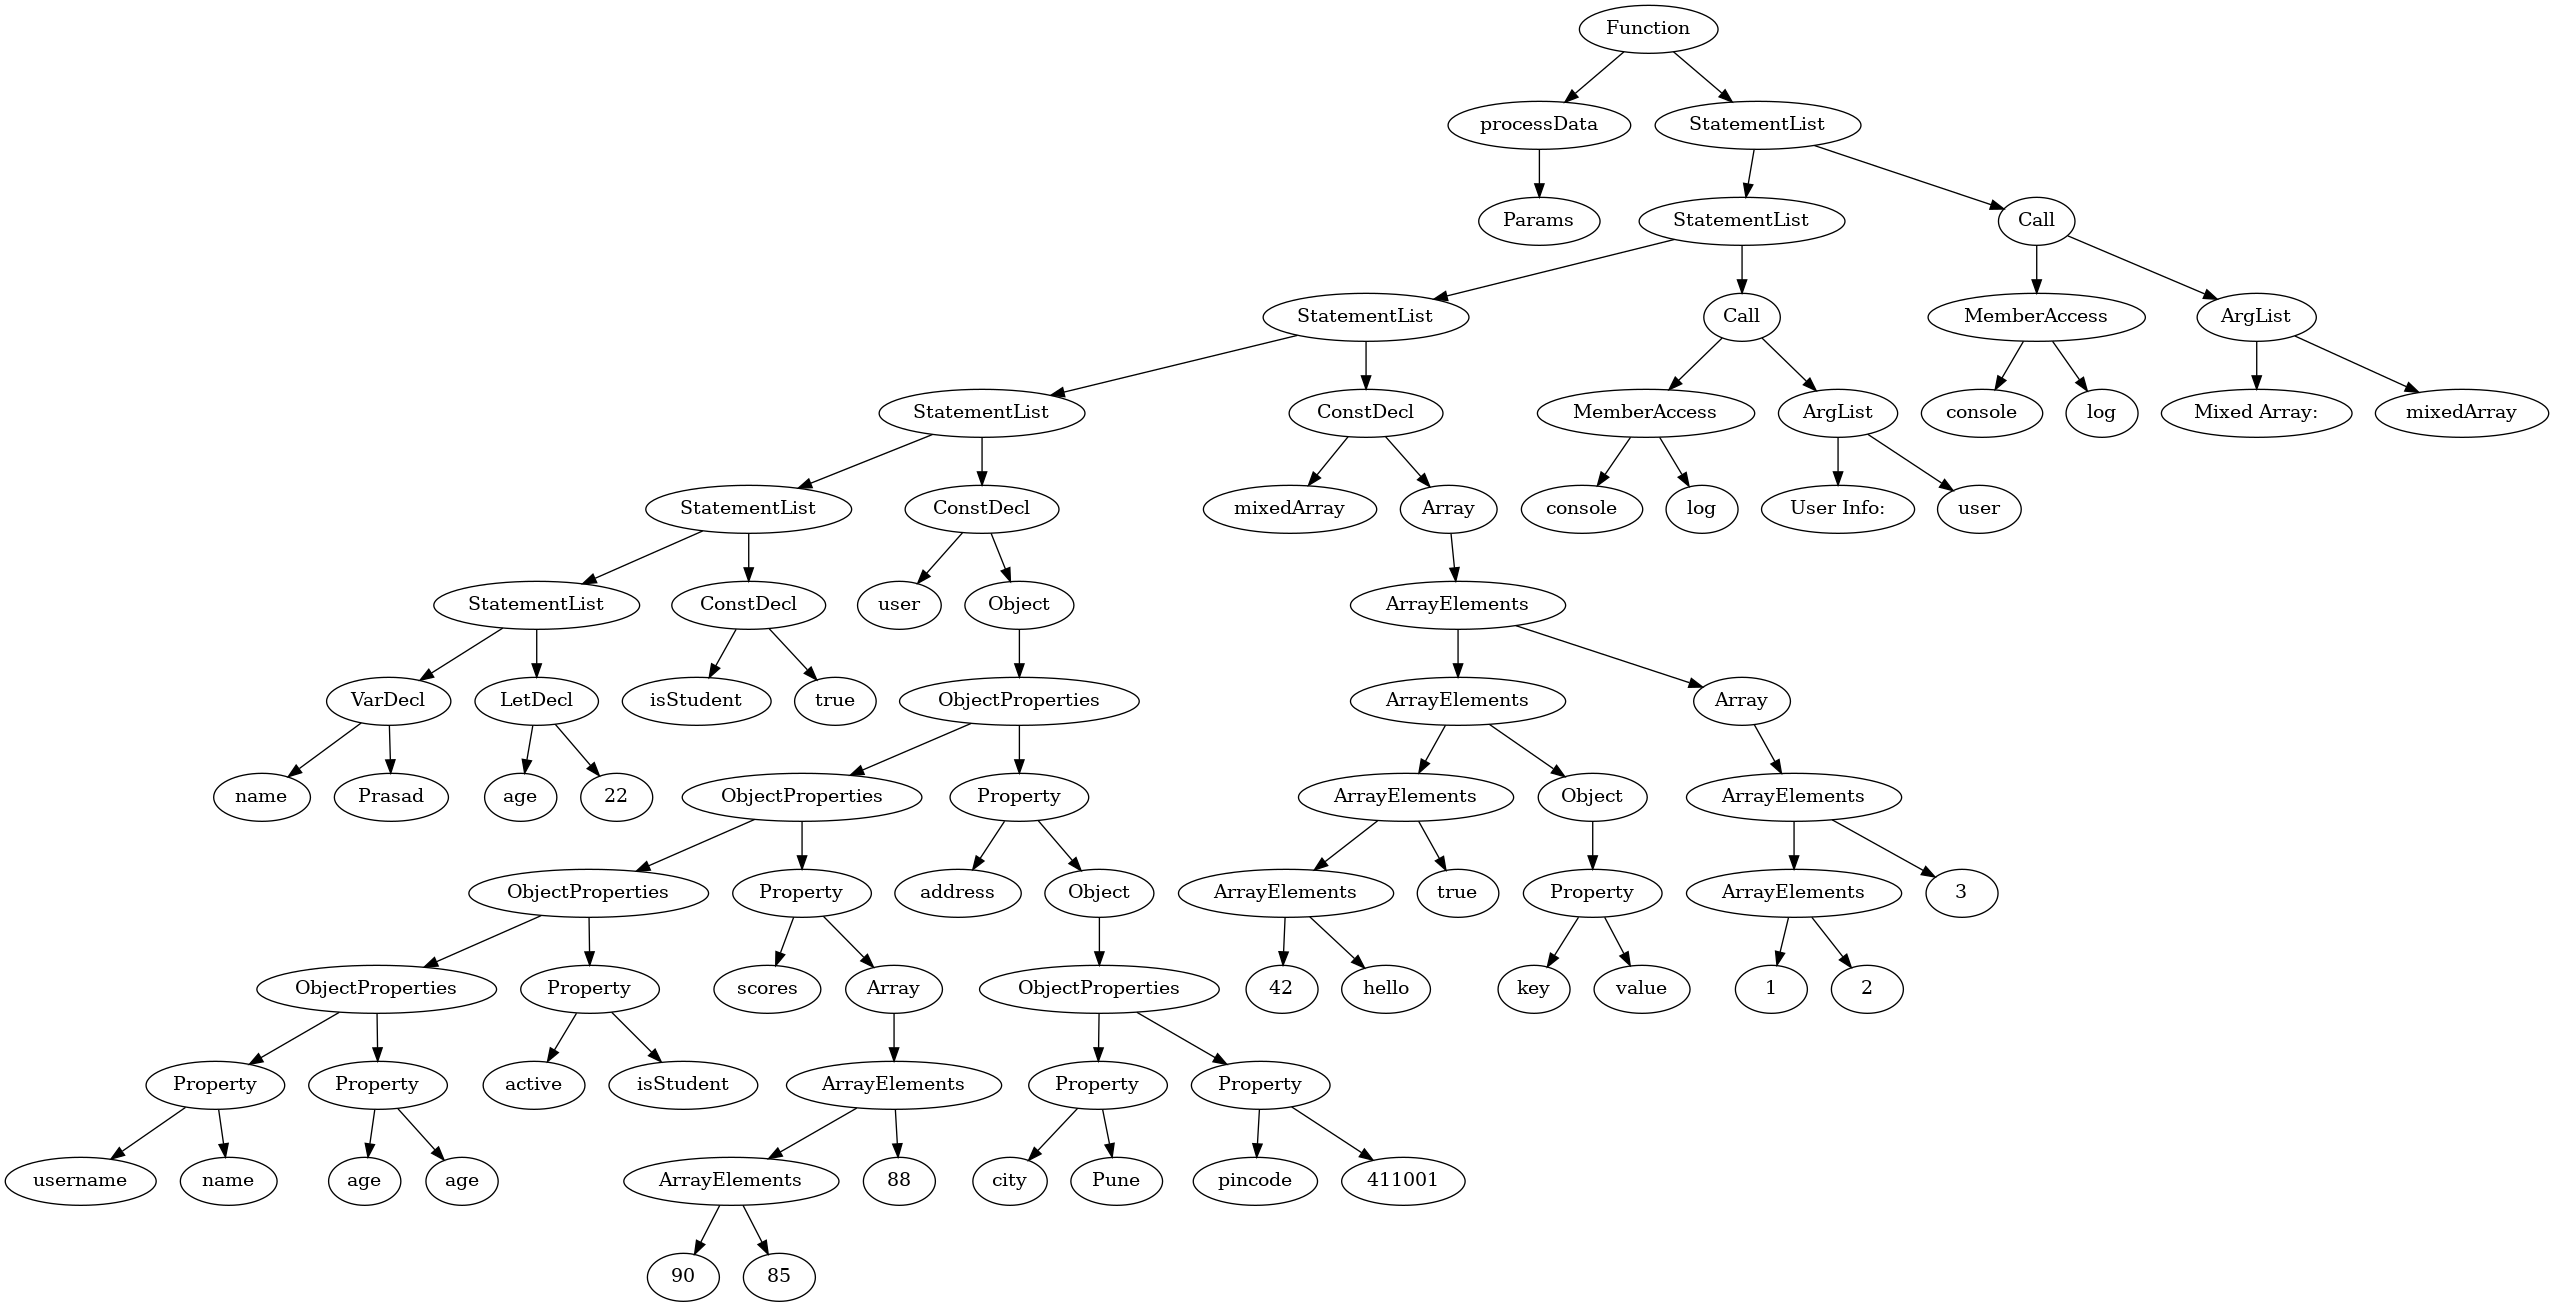 Function
processData
StatementList
Params
StatementList
Call
StatementList
Call
MemberAccess
ArgList
StatementList
ConstDecl
MemberAccess
ArgList
console
log
Mixed Array:
mixedArray
StatementList
ConstDecl
mixedArray
Array
console
log
User Info:
user
StatementList
ConstDecl
user
Object
ArrayElements
VarDecl
LetDecl
isStudent
true
ObjectProperties
ArrayElements
Array
name
Prasad
age
22
ObjectProperties
Property
ArrayElements
Object
ArrayElements
ObjectProperties
Property
address
Object
ArrayElements
true
Property
ArrayElements
3
ObjectProperties
Property
scores
Array
ObjectProperties
42
hello
key
value
1
2
Property
Property
active
isStudent
ArrayElements
Property
Property
username
name
age
age
ArrayElements
88
city
Pune
pincode
411001
90
85